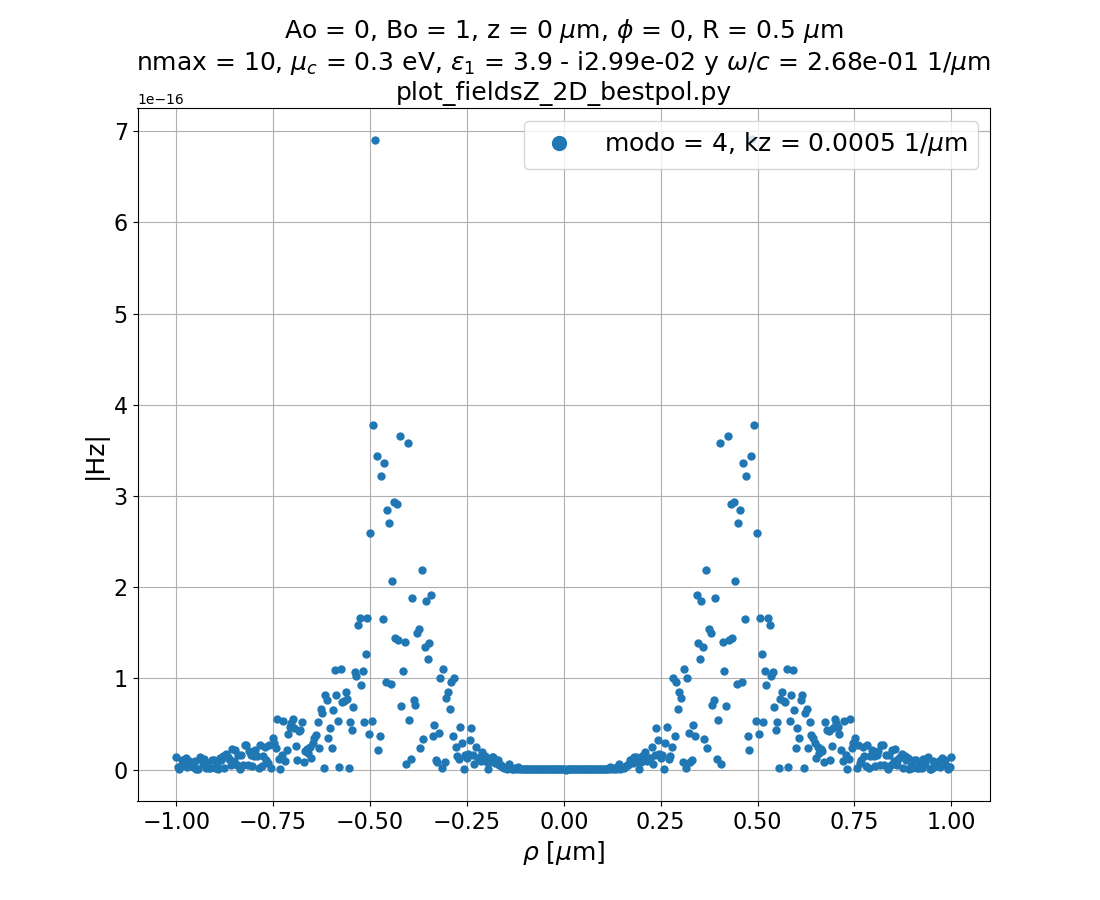 Ao = 0, Bo = 1, z = 0 μm, ϕ = 0, R = 0.5 μm
nmax = 10, μc = 0.3 eV, ε1 = 3.9 - i2.99e-02 y ω/c = 2.68e-01 1/μm
plot_fieldsZ_2D_bestpol.py
1e−16
modo = 4, kz = 0.0005 1/μm
7
6
5
4
3
2
1
0
|Hz|
−1.00 −0.75 −0.50 −0.25 0.00 0.25 0.50 0.75 1.00
ρ [μm]